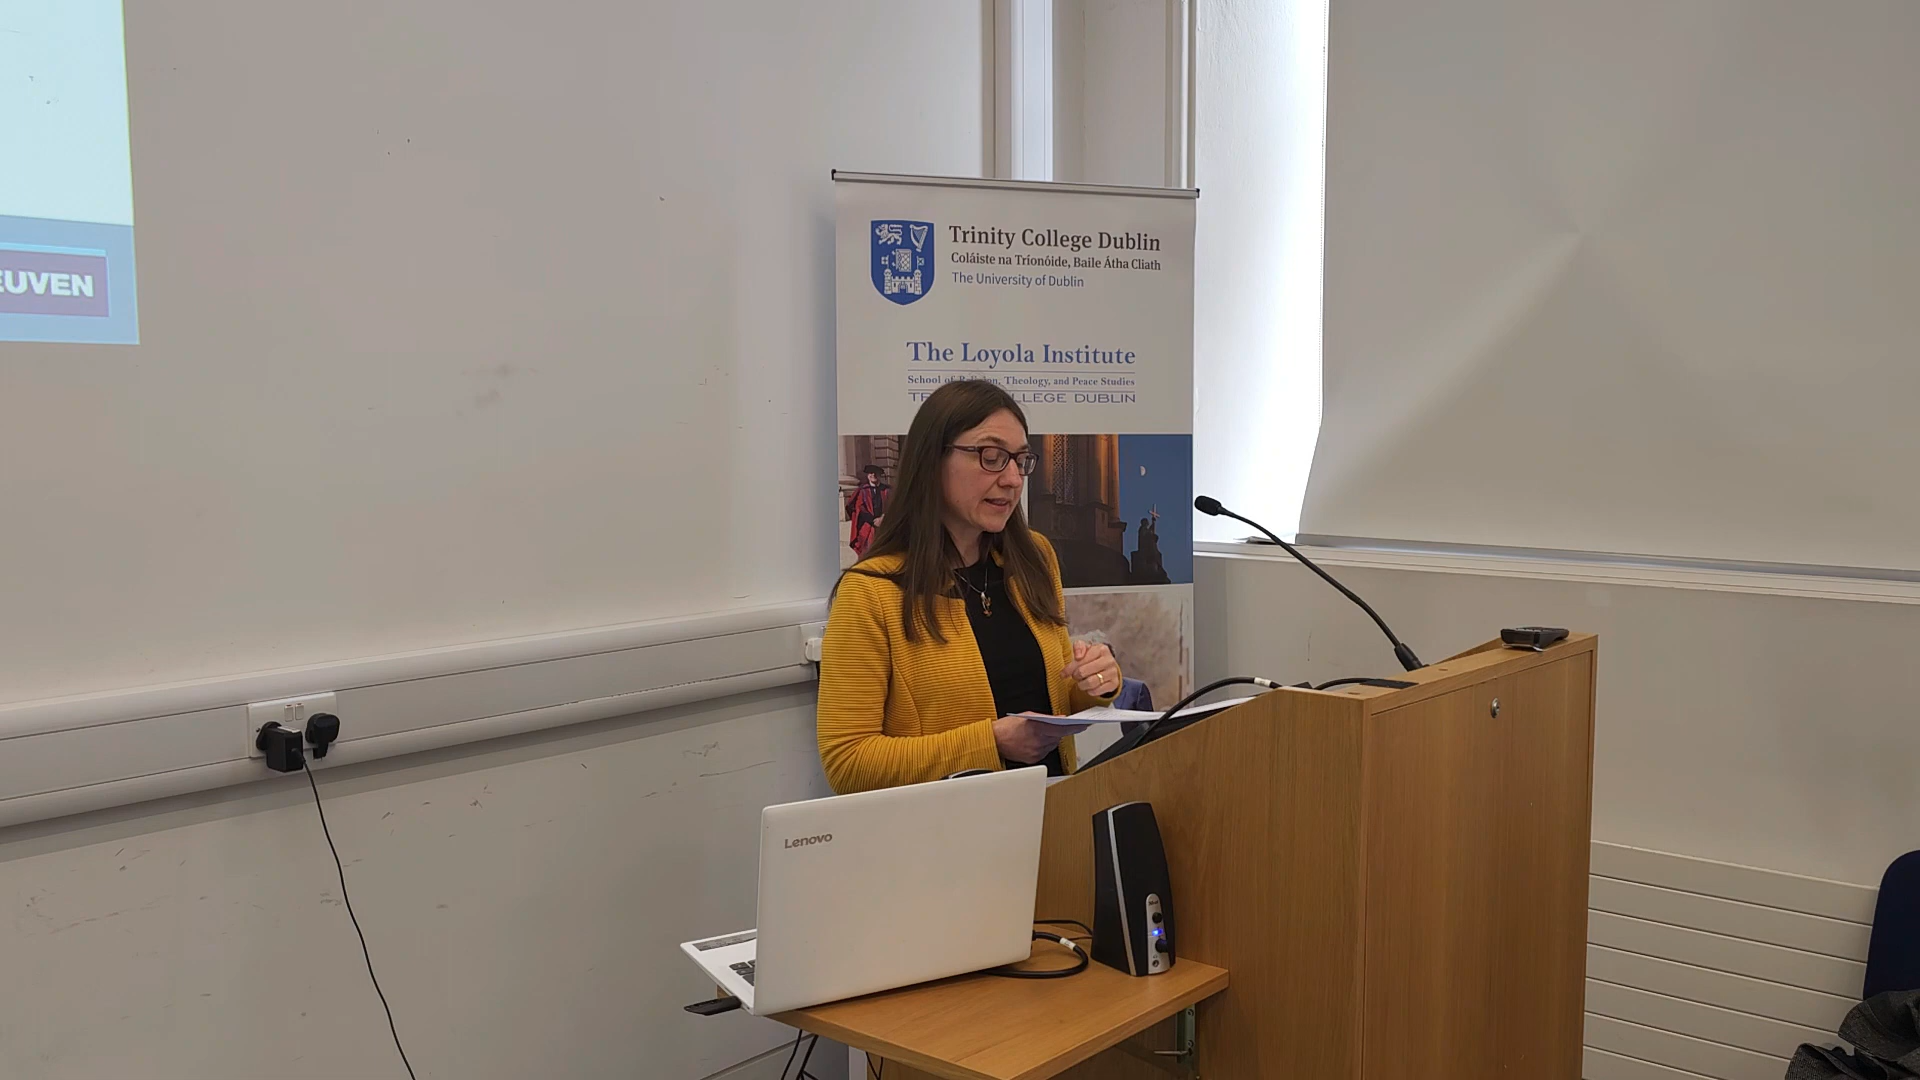 EUVEN
Trinity College Dublin
Coláiste na Tríonóide, Baile Átha Cliath
The University of Dublin
The Loyola Institute
School of Religion, Theology, and Peace Studies
COLLEGE DUBLIN
Lenovo